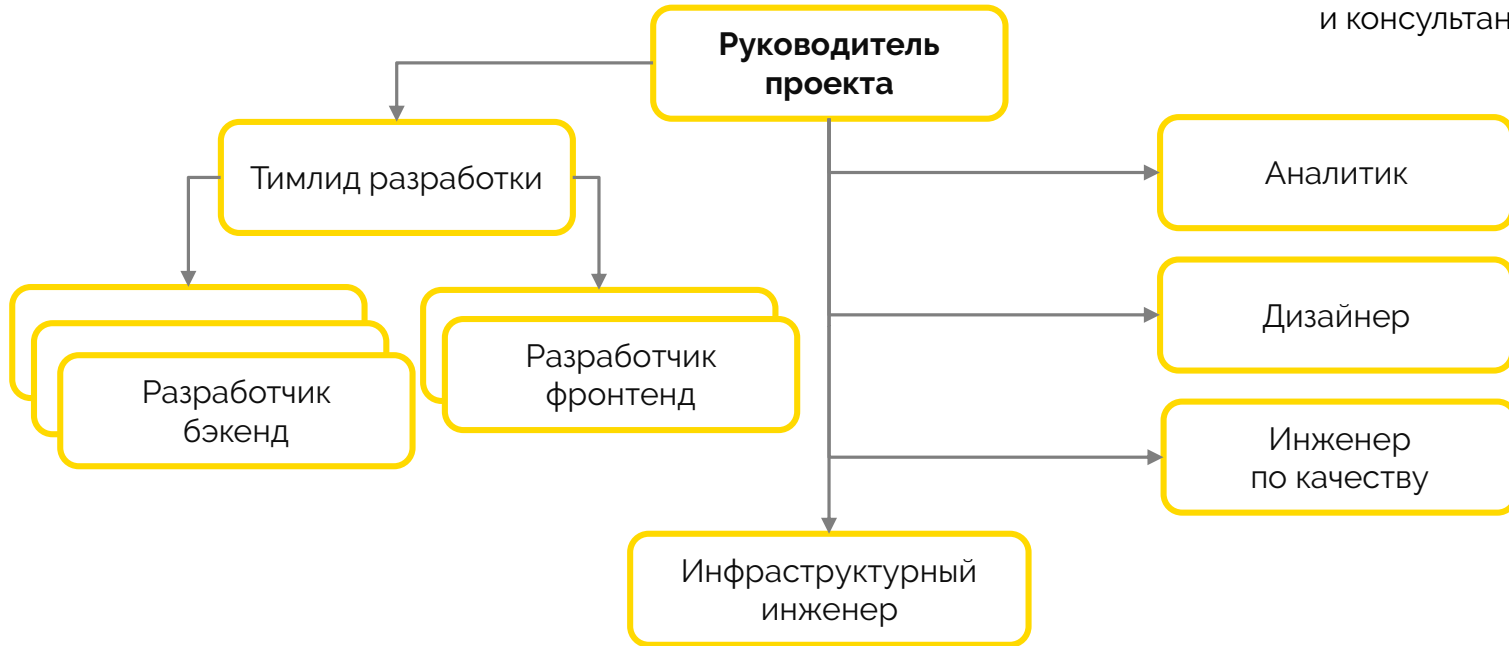 и консультан
Руководитель
проекта
Тимлид разработки
Аналитик
Дизайнер
Разработчик
фронтенд
Разработчик
бэкенд
Инженер
по качеству
Инфраструктурный
инженер